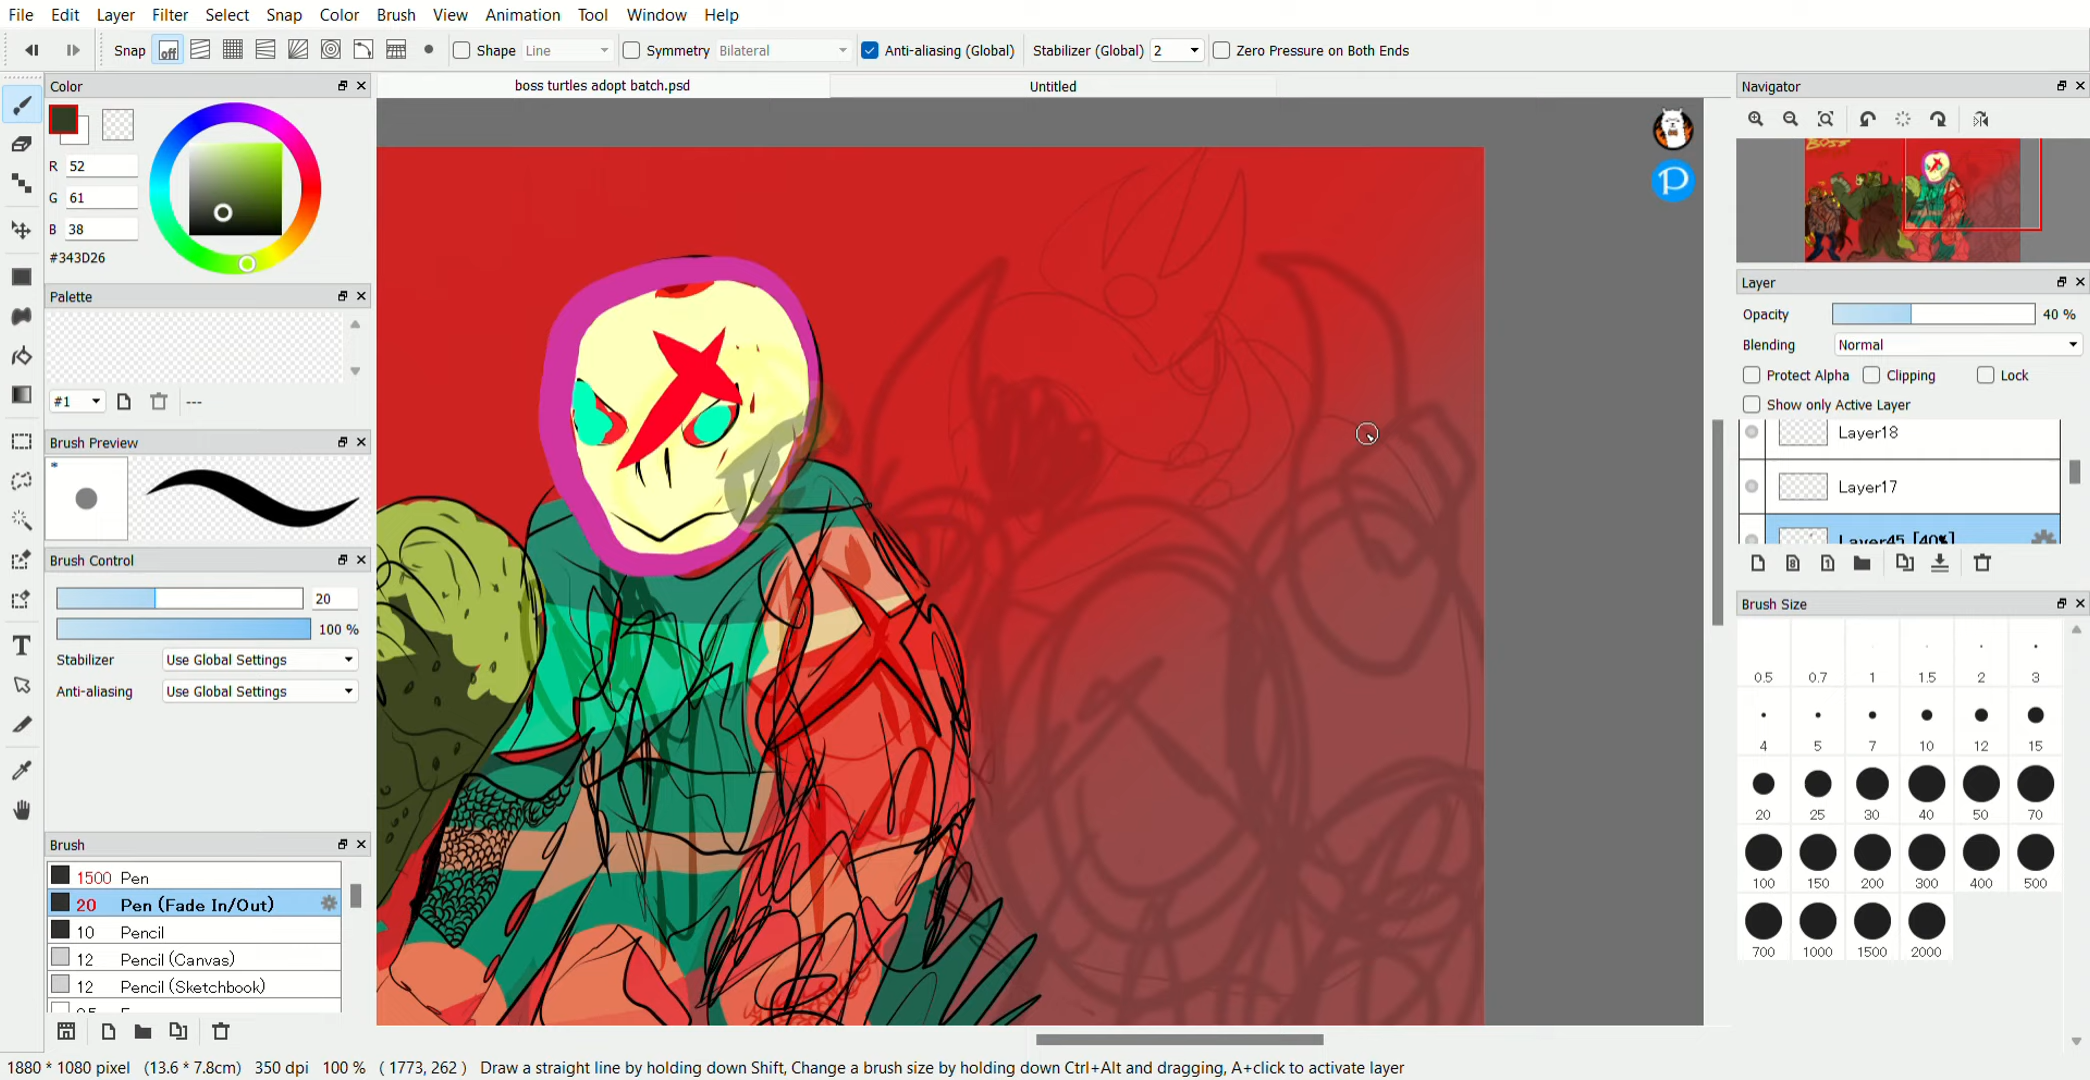 File Edit Layer Filter Select Snap Color Brush View Animation Tool Window Help
Snap off Shape Line Symmetry Bilateral Anti-aliasing (Global) Stabilizer (Global) 2 Zero Pressure on Both Ends
Color
R 52
G 61
B 38
#343D26
Palette
#1 ---
Brush Preview
*
Brush Control
20
100 %
Stabilizer Use Global Settings
Anti-aliasing Use Global Settings
Brush
1500 Pen
20 Pen (Fade In/Out)
10 Pencil
12 Pencil (Canvas)
12 Pencil (Sketchbook)
boss turtles adopt batch.psd
Untitled
P
Navigator
BOSS
Layer
Opacity 40 %
Blending Normal
Protect Alpha Clipping Lock
Show only Active Layer
Layer18
Layer17
Layer45 [40%]
8 1
Brush Size
0.5 0.7 1 1.5 2 3
4 5 7 10 12 15
20 25 30 40 50 70
100 150 200 300 400 500
700 1000 1500 2000
1880 * 1080 pixel (13.6 * 7.8cm) 350 dpi 100 % ( 1773, 262 ) Draw a straight line by holding down Shift, Change a brush size by holding down Ctrl+Alt and dragging, A+click to activate layer